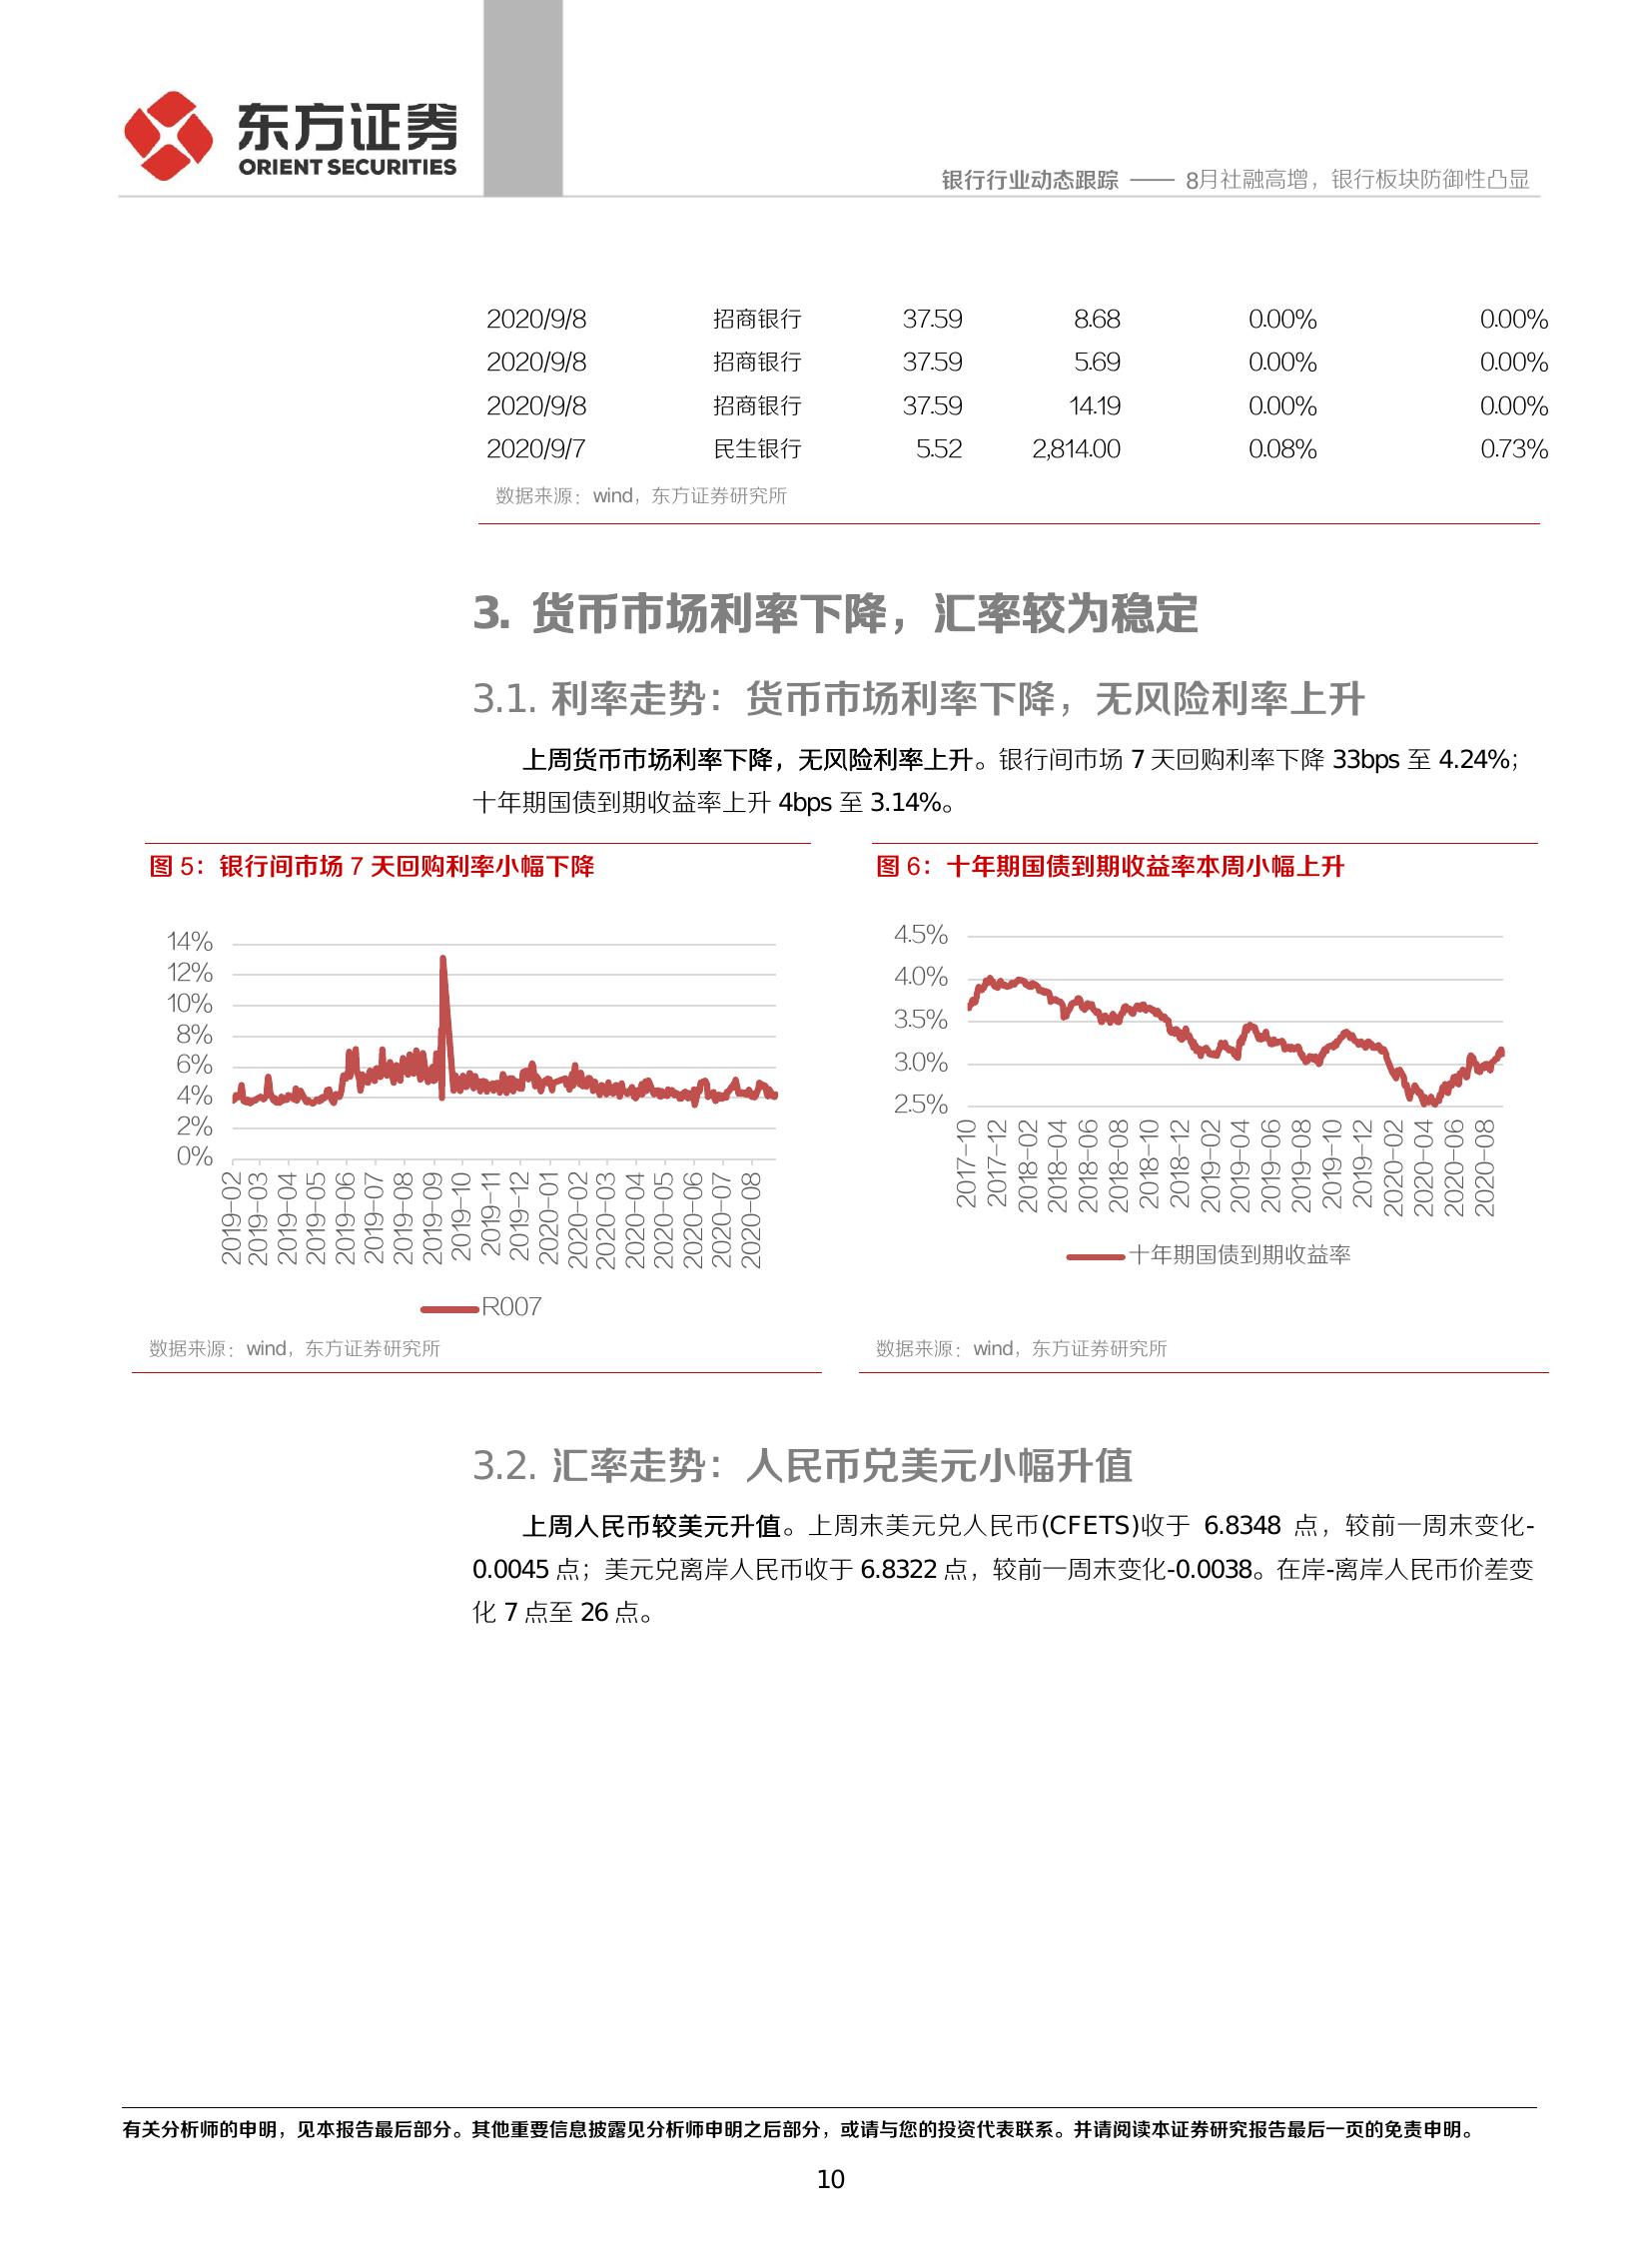 东方证券
ORIENT SECURITIES
银行行业动态跟踪 —— 8月社融高增，银行板块防御性凸显
2020/9/8 招商银行 37.59 8.68 0.00% 0.00%
2020/9/8 招商银行 37.59 5.69 0.00% 0.00%
2020/9/8 招商银行 37.59 14.19 0.00% 0.00%
2020/9/7 民生银行 5.52 2,814.00 0.08% 0.73%
数据来源：wind，东方证券研究所
3. 货币市场利率下降，汇率较为稳定
3.1. 利率走势：货币市场利率下降，无风险利率上升
上周货币市场利率下降，无风险利率上升。银行间市场 7 天回购利率下降 33bps 至 4.24%；
十年期国债到期收益率上升 4bps 至 3.14%。
图 5：银行间市场 7 天回购利率小幅下降
14%
12%
10%
8%
6%
4%
2%
0%
2019-02
2019-03
2019-04
2019-05
2019-06
2019-07
2019-08
2019-09
2019-10
2019-11
2019-12
2020-01
2020-02
2020-03
2020-04
2020-05
2020-06
2020-07
2020-08
R007
数据来源：wind，东方证券研究所
图 6：十年期国债到期收益率本周小幅上升
4.5%
4.0%
3.5%
3.0%
2.5%
2017-10
2017-12
2018-02
2018-04
2018-06
2018-08
2018-10
2018-12
2019-02
2019-04
2019-06
2019-08
2019-10
2019-12
2020-02
2020-04
2020-06
2020-08
十年期国债到期收益率
数据来源：wind，东方证券研究所
3.2. 汇率走势：人民币兑美元小幅升值
上周人民币较美元升值。上周末美元兑人民币(CFETS)收于 6.8348 点，较前一周末变化-
0.0045 点；美元兑离岸人民币收于 6.8322 点，较前一周末变化-0.0038。在岸-离岸人民币价差变
化 7 点至 26 点。
有关分析师的申明，见本报告最后部分。其他重要信息披露见分析师申明之后部分，或请与您的投资代表联系。并请阅读本证券研究报告最后一页的免责申明。
10